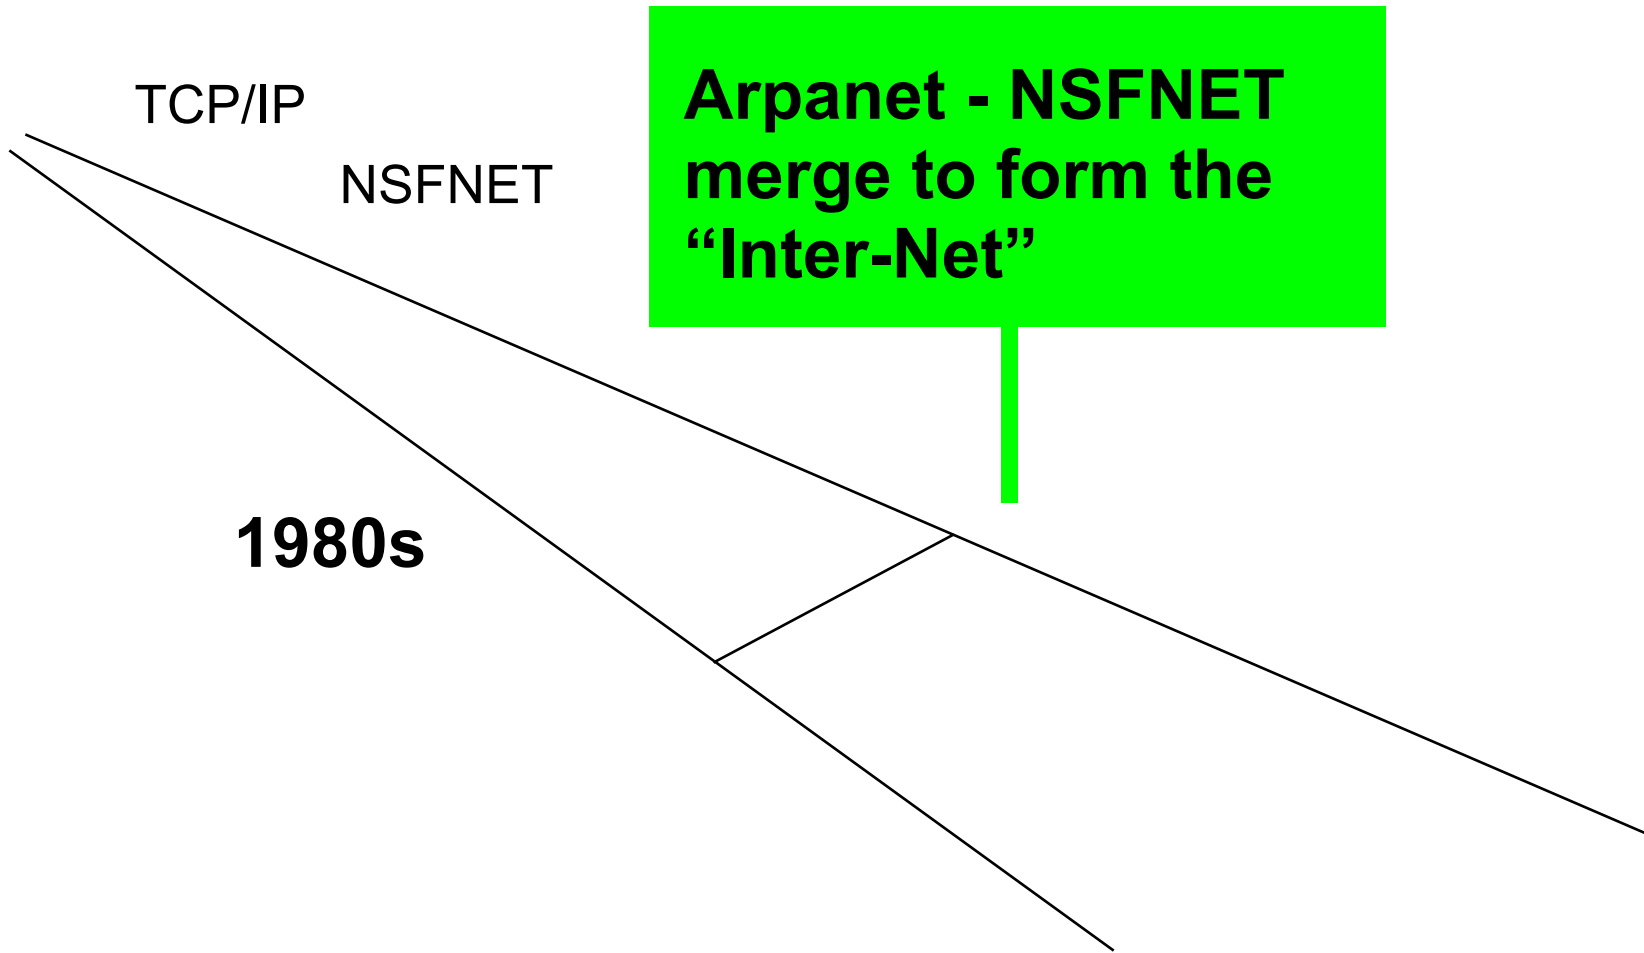 TCP/IP
NSFNET
Arpanet - NSFNET
merge to form the
“Inter-Net”
1980s